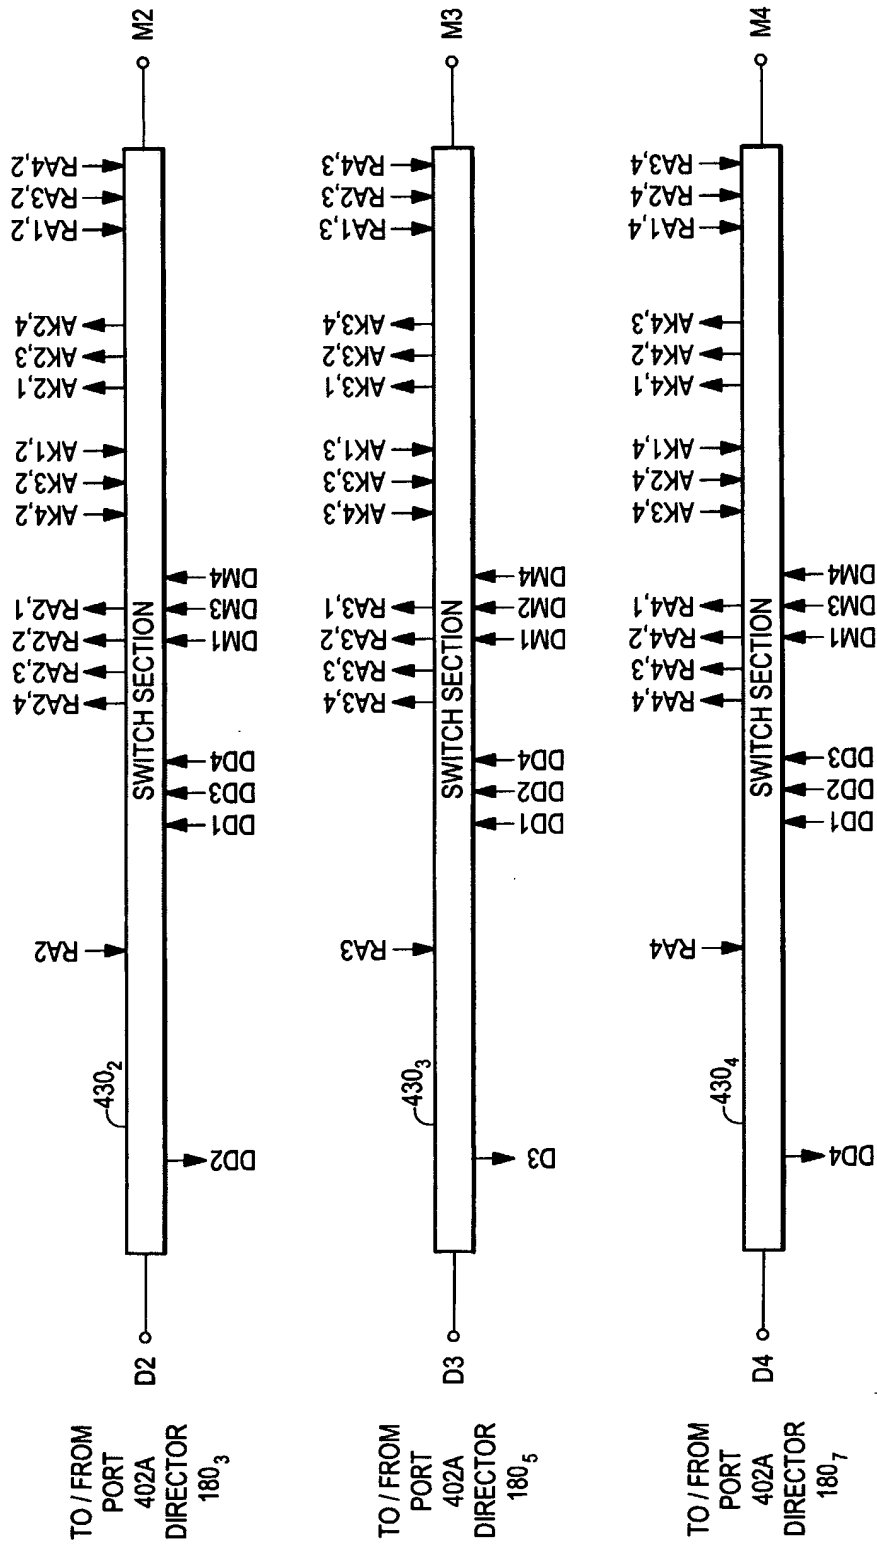 TO / FROM
PORT
402A
DIRECTOR
180₃
D2
DD2
430₂
RA2
DD1
DD3
DD4
SWITCH SECTION
RA2,4
RA2,3
RA2,2
RA2,1
DM1
DM3
DM4
AK4,2
AK3,2
AK1,2
AK2,1
AK2,3
AK2,4
RA1,2
RA3,2
RA4,2
M2
TO / FROM
PORT
402A
DIRECTOR
180₅
D3
D3
430₃
RA3
DD1
DD2
DD4
SWITCH SECTION
RA3,4
RA3,3
RA3,2
RA3,1
DM1
DM2
DM4
AK4,3
AK3,3
AK1,3
AK3,1
AK3,2
AK3,4
RA1,3
RA2,3
RA4,3
M3
TO / FROM
PORT
402A
DIRECTOR
180₇
D4
DD4
430₄
RA4
DD1
DD2
DD3
SWITCH SECTION
RA4,4
RA4,3
RA4,2
RA4,1
DM1
DM3
DM4
AK3,4
AK2,4
AK1,4
AK4,1
AK4,2
AK4,3
RA1,4
RA2,4
RA3,4
M4